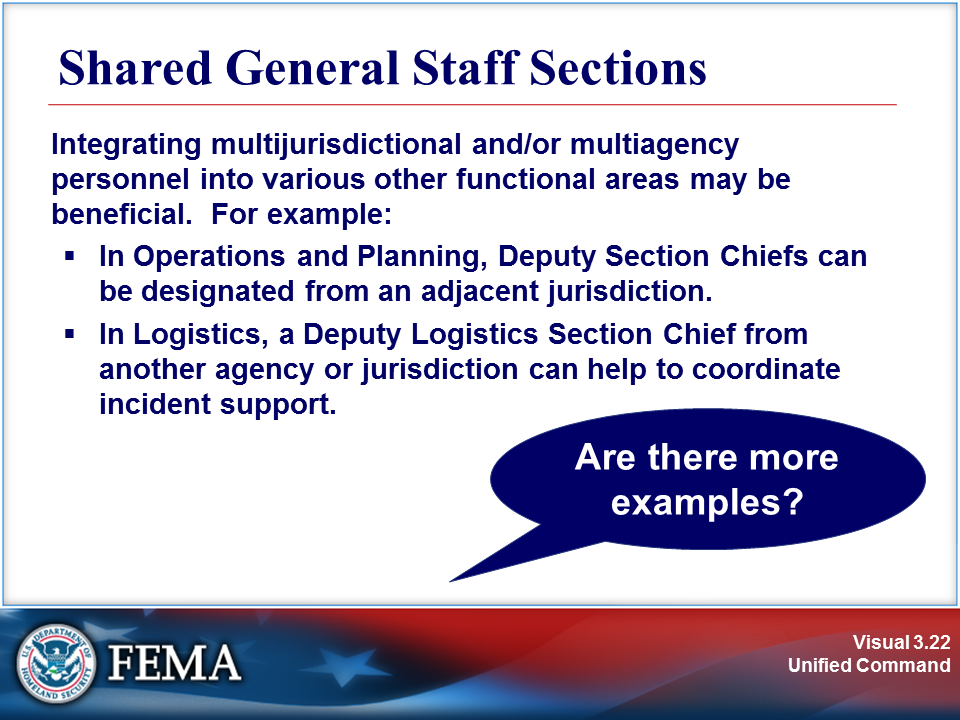 Shared General Staff Sections
Integrating multijurisdictional and/or multiagency
personnel into various other functional areas may be
beneficial.  For example:
▪ In Operations and Planning, Deputy Section Chiefs can
be designated from an adjacent jurisdiction.
▪ In Logistics, a Deputy Logistics Section Chief from
another agency or jurisdiction can help to coordinate
incident support.
Are there more
examples?
U.S. DEPARTMENT OF
HOMELAND SECURITY
FEMA
Visual 3.22
Unified Command